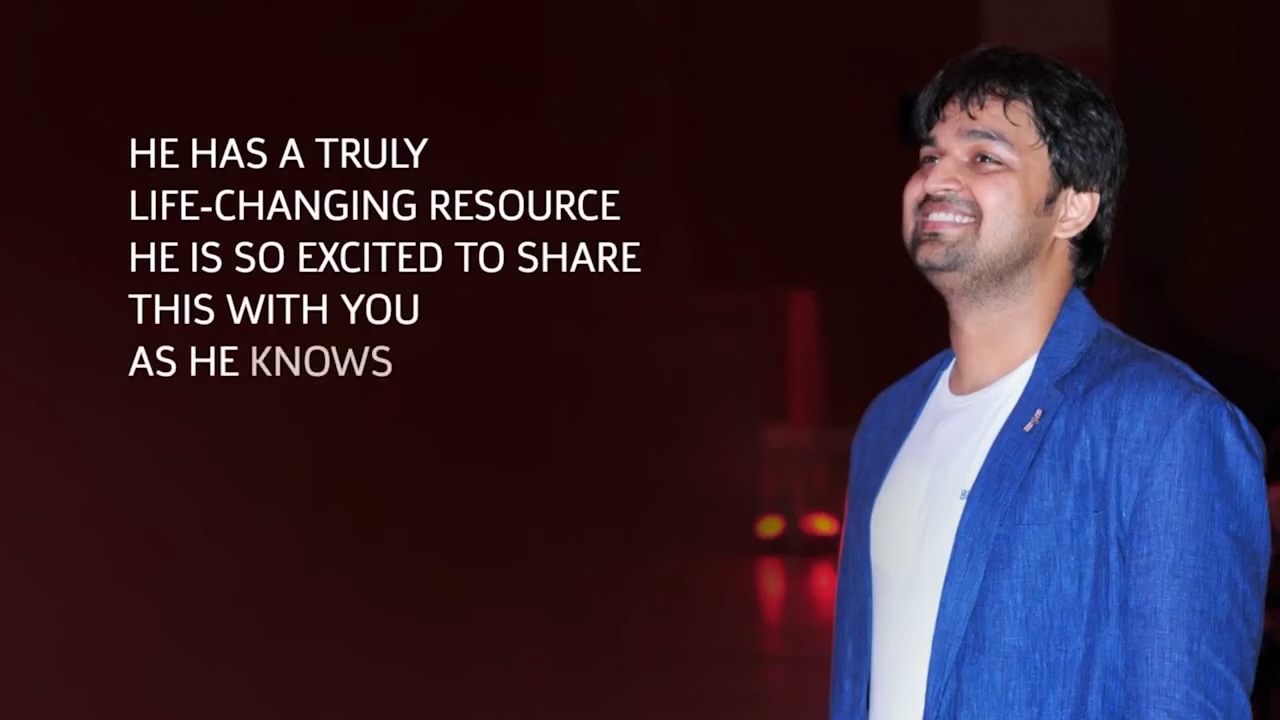 HE HAS A TRULY
LIFE-CHANGING RESOURCE
HE IS SO EXCITED TO SHARE
THIS WITH YOU
AS HE KNOWS